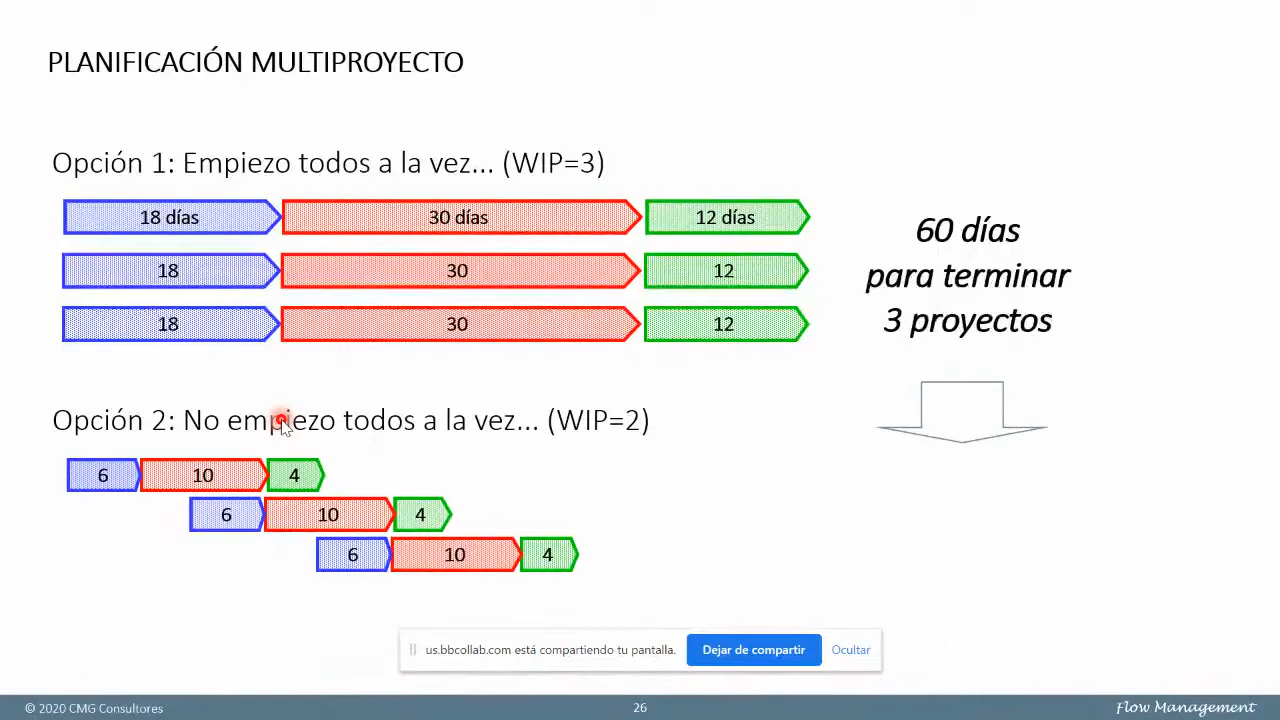 PLANIFICACIÓN MULTIPROYECTO
Opción 1: Empiezo todos a la vez... (WIP=3)
18 días 30 días 12 días
18 30 12
18 30 12
60 días
para terminar
3 proyectos
Opción 2: No empiezo todos a la vez... (WIP=2)
6 10 4
6 10 4
6 10 4
us.bbcollab.com está compartiendo tu pantalla. Dejar de compartir Ocultar
© 2020 CMG Consultores 26 Flow Management